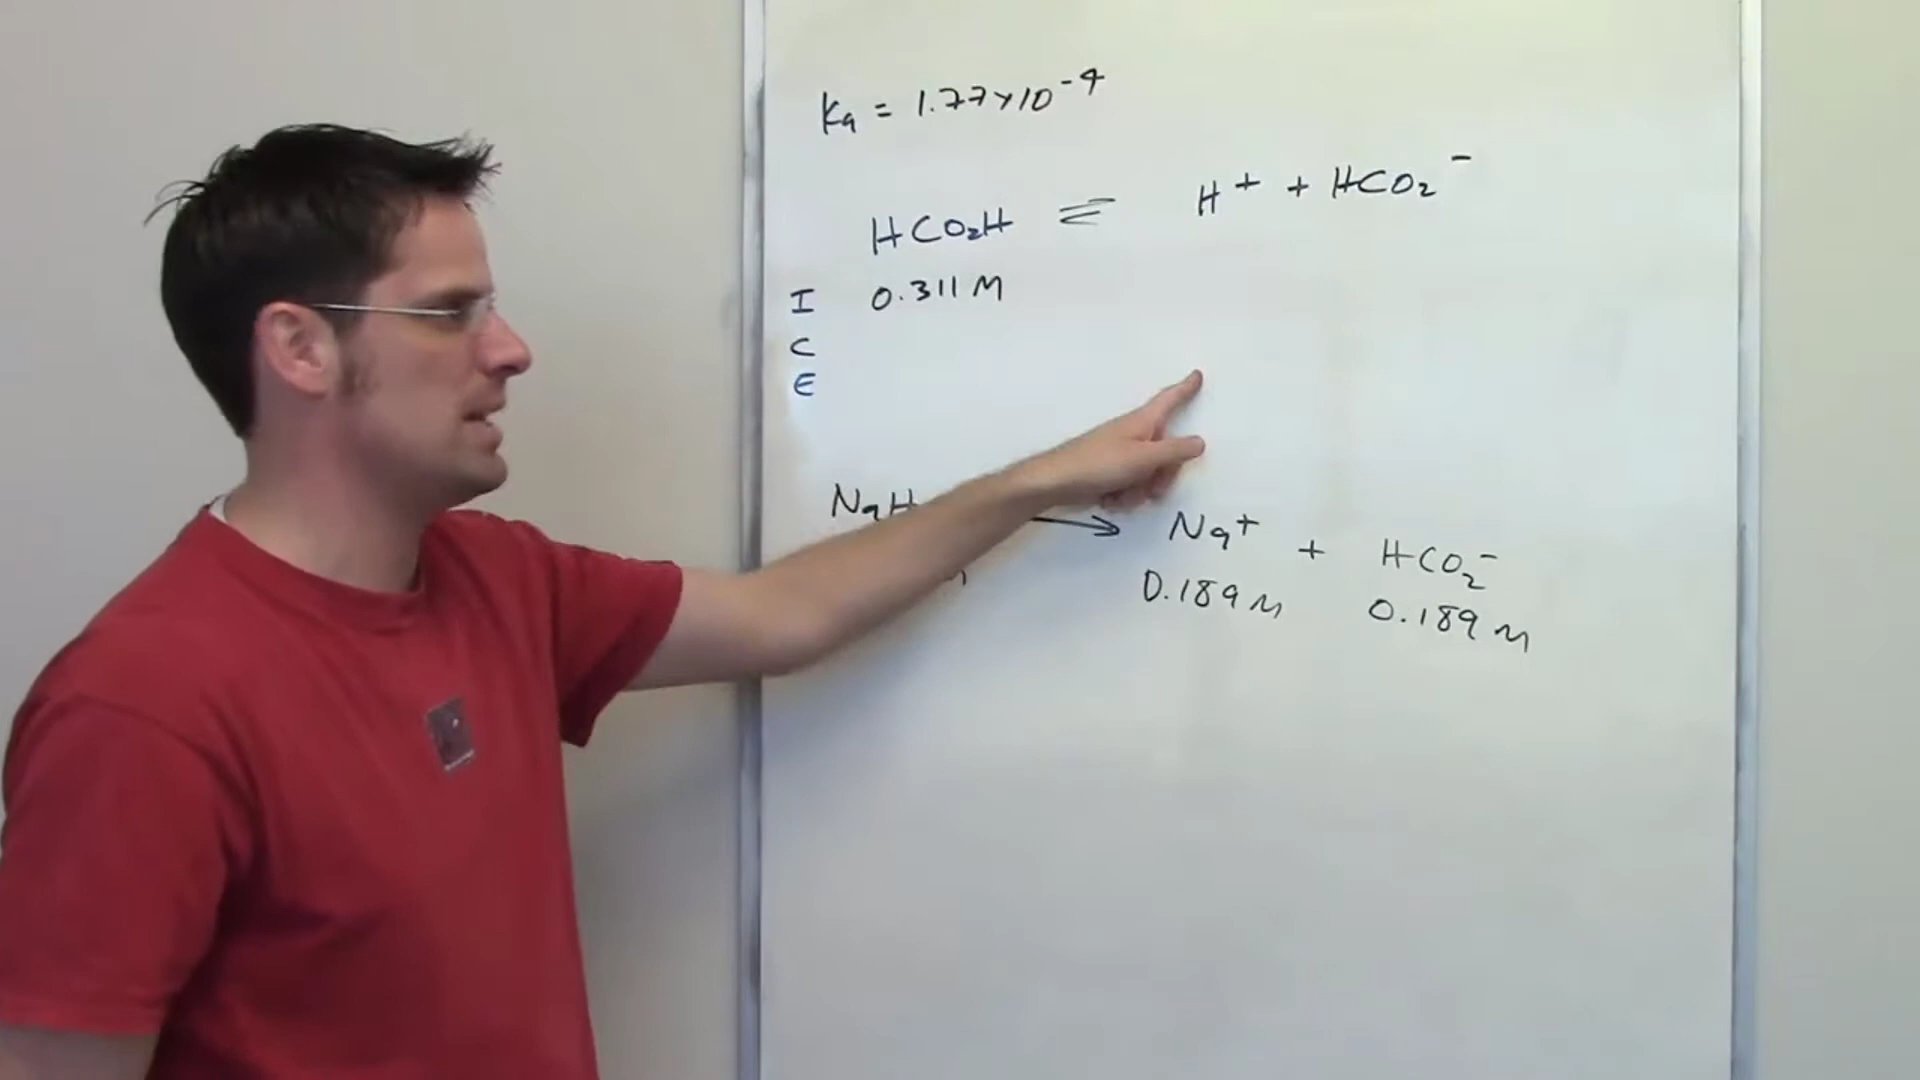 Ka = 1.77×10⁻⁴
HCO₂H ⇌ H⁺ + HCO₂⁻
I 0.311 M
C
E
NaH → Na⁺ + HCO₂⁻
0.189 M 0.189 M